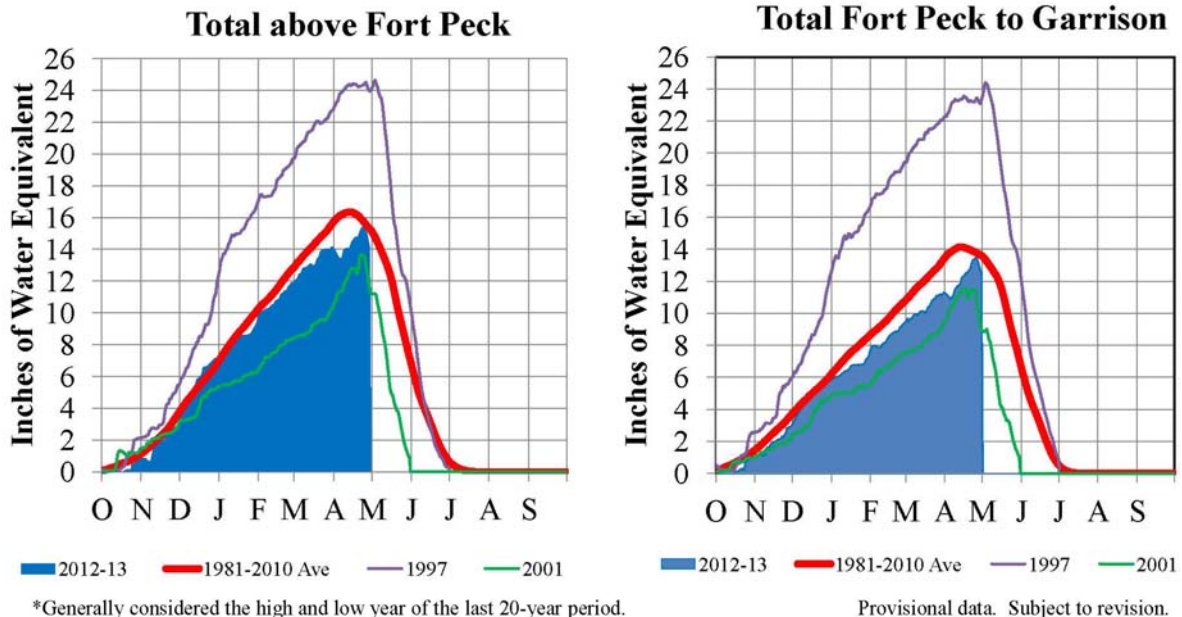 Total above Fort Peck
Inches of Water Equivalent
26
24
22
20
18
16
14
12
10
8
6
4
2
0
O N D J F M A M J J A S
2012-13 1981-2010 Ave 1997 2001
*Generally considered the high and low year of the last 20-year period.
Total Fort Peck to Garrison
Inches of Water Equivalent
26
24
22
20
18
16
14
12
10
8
6
4
2
0
O N D J F M A M J J A S
2012-13 1981-2010 Ave 1997 2001
Provisional data. Subject to revision.